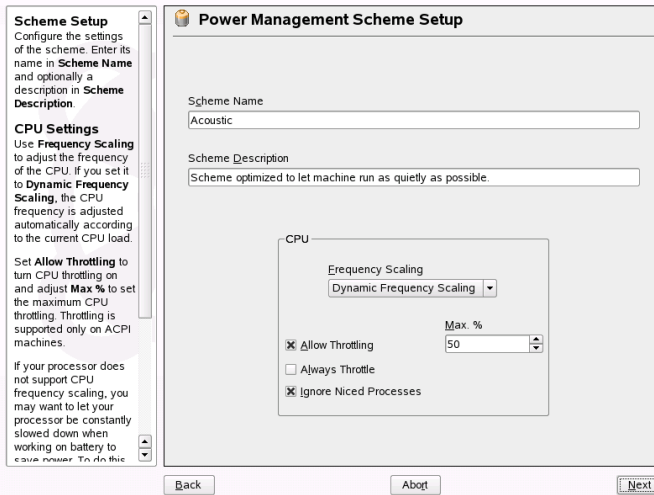 Scheme Setup
Configure the settings
of the scheme. Enter its
name in Scheme Name
and optionally a
description in Scheme
Description.
CPU Settings
Use Frequency Scaling
to adjust the frequency
of the CPU. If you set it
to Dynamic Frequency
Scaling, the CPU
frequency is adjusted
automatically according
to the current CPU load.
Set Allow Throttling to
turn CPU throttling on
and adjust Max % to set
the maximum CPU
throttling. Throttling is
supported only on ACPI
machines.
If your processor does
not support CPU
frequency scaling, you
may want to let your
processor be constantly
slowed down when
working on battery to
save power. To do this
Power Management Scheme Setup
Scheme Name
Acoustic
Scheme Description
Scheme optimized to let machine run as quietly as possible.
CPU
Frequency Scaling
Dynamic Frequency Scaling
Max. %
Allow Throttling
50
Always Throttle
Ignore Niced Processes
Back
Abort
Next